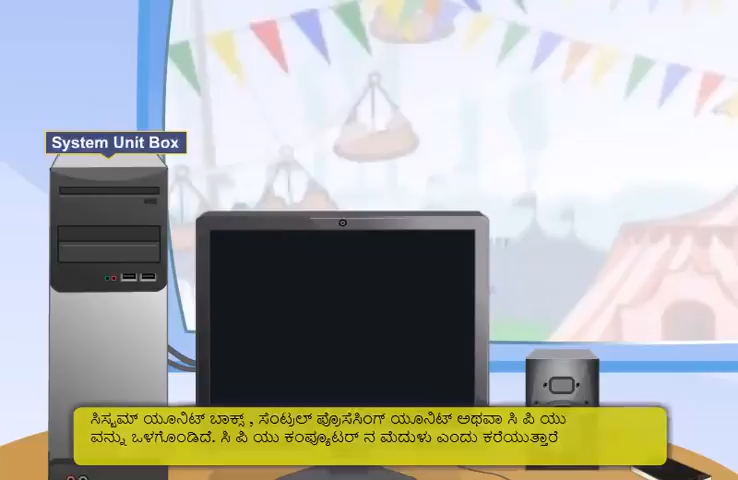 System Unit Box
ಸಿಸ್ಟಮ್ ಯೂನಿಟ್ ಬಾಕ್ಸ , ಸೆಂಟ್ರಲ್ ಪ್ರೊಸೆಸಿಂಗ್ ಯೂನಿಟ್ ಅಥವಾ ಸಿ ಪಿ ಯು
ವನ್ನು ಒಳಗೊಂಡಿದೆ. ಸಿ ಪಿ ಯು ಕಂಪ್ಯೂಟರ್ ನ ಮೆದುಳು ಎಂದು ಕರೆಯುತ್ತಾರೆ